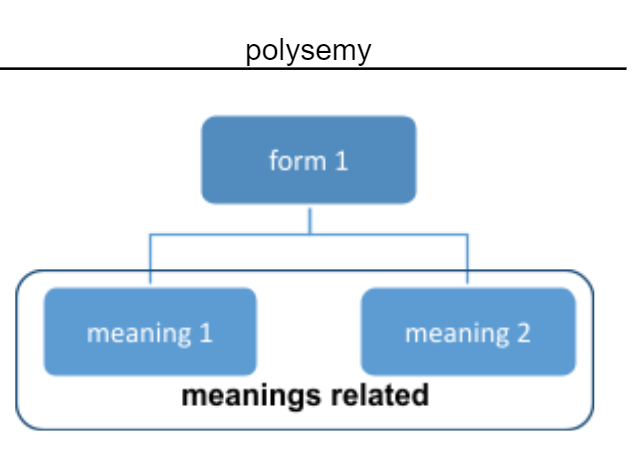 polysemy
form 1
meaning 1 meaning 2
meanings related